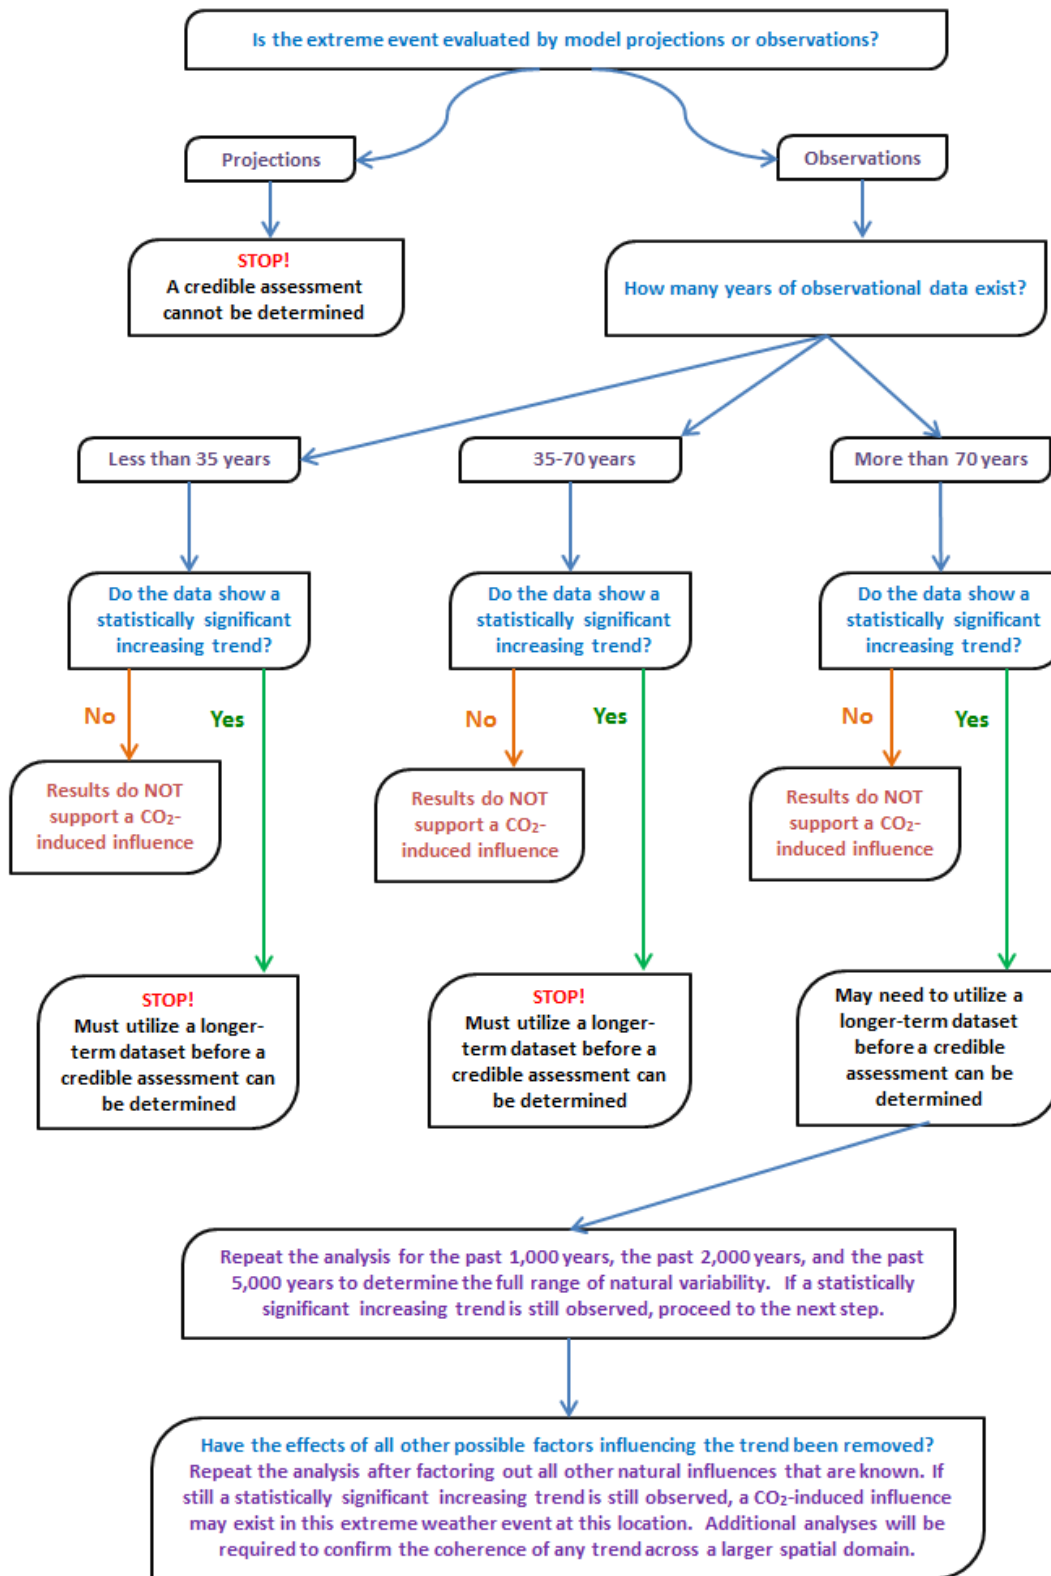 Is the extreme event evaluated by model projections or observations?
Projections
Observations
STOP!
A credible assessment
cannot be determined
How many years of observational data exist?
Less than 35 years
35-70 years
More than 70 years
Do the data show a
statistically significant
increasing trend?
Do the data show a
statistically significant
increasing trend?
Do the data show a
statistically significant
increasing trend?
No
Yes
No
Yes
No
Yes
Results do NOT
support a CO₂-
induced influence
Results do NOT
support a CO₂-
induced influence
Results do NOT
support a CO₂-
induced influence
STOP!
Must utilize a longer-
term dataset before a
credible assessment can
be determined
STOP!
Must utilize a longer-
term dataset before a
credible assessment can
be determined
May need to utilize a
longer-term dataset
before a credible
assessment can be
determined
Repeat the analysis for the past 1,000 years, the past 2,000 years, and the past
5,000 years to determine the full range of natural variability. If a statistically
significant increasing trend is still observed, proceed to the next step.
Have the effects of all other possible factors influencing the trend been removed?
Repeat the analysis after factoring out all other natural influences that are known. If
still a statistically significant increasing trend is still observed, a CO₂-induced influence
may exist in this extreme weather event at this location. Additional analyses will be
required to confirm the coherence of any trend across a larger spatial domain.